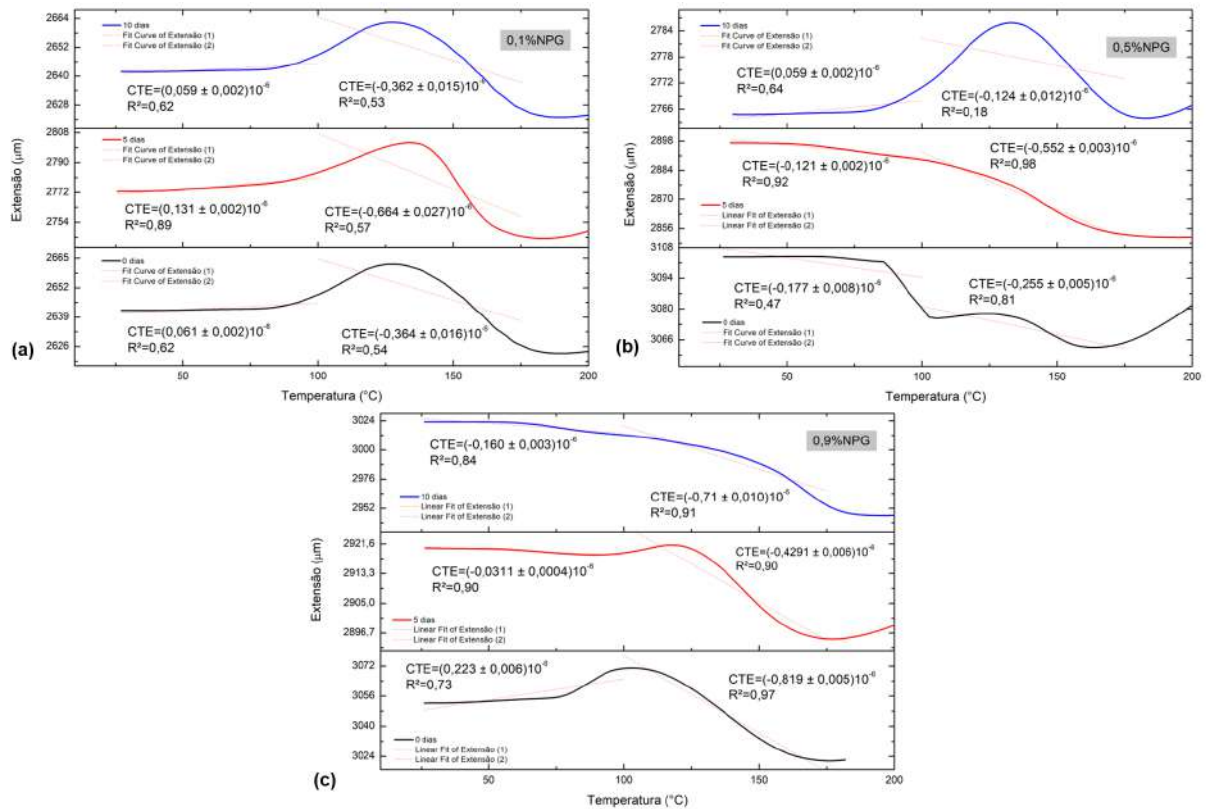 2664
2652
2640
2628
10 dias
Fit Curve of Extensão (1)
Fit Curve of Extensão (2)
0,1%NPG
CTE=(0,059 ± 0,002)10⁻⁶
R²=0,62
CTE=(-0,362 ± 0,015)10⁻⁶
R²=0,53
2808
2790
2772
2754
5 dias
Fit Curve of Extensão (1)
Fit Curve of Extensão (2)
CTE=(0,131 ± 0,002)10⁻⁶
R²=0,89
CTE=(-0,664 ± 0,027)10⁻⁶
R²=0,57
Extensão (µm)
2665
2652
2639
2626
0 dias
Fit Curve of Extensão (1)
Fit Curve of Extensão (2)
CTE=(0,061 ± 0,002)10⁻⁶
R²=0,62
CTE=(-0,364 ± 0,016)10⁻⁶
R²=0,54
(a)
50 100 150 200
Temperatura (°C)
2784
2775
2766
10 dias
Fit Curve of Extensão (1)
Fit Curve of Extensão (2)
0,5%NPG
CTE=(0,059 ± 0,002)10⁻⁶
R²=0,64
CTE=(-0,124 ± 0,012)10⁻⁶
R²=0,18
2898
2884
2870
2856
CTE=(-0,121 ± 0,002)10⁻⁶
R²=0,92
CTE=(-0,552 ± 0,003)10⁻⁶
R²=0,98
5 dias
Linear Fit of Extensão (1)
Linear Fit of Extensão (2)
Extensão (µm)
3108
3094
3080
3066
CTE=(-0,177 ± 0,008)10⁻⁶
R²=0,47
CTE=(-0,255 ± 0,005)10⁻⁶
R²=0,81
0 dias
Fit Curve of Extensão (1)
Fit Curve of Extensão (2)
(b)
50 100 150 200
Temperatura (°C)
3024
3000
2976
2952
0,9%NPG
CTE=(-0,160 ± 0,003)10⁻⁶
R²=0,84
CTE=(-0,71 ± 0,010)10⁻⁶
R²=0,91
10 dias
Linear Fit of Extensão (1)
Linear Fit of Extensão (2)
2921,6
2913,3
2905,0
2896,7
CTE=(-0,0311 ± 0,0004)10⁻⁶
R²=0,90
CTE=(-0,4291 ± 0,006)10⁻⁶
R²=0,90
5 dias
Linear Fit of Extensão (1)
Linear Fit of Extensão (2)
Extensão (µm)
3072
3056
3040
3024
CTE=(0,223 ± 0,006)10⁻⁶
R²=0,73
CTE=(-0,819 ± 0,005)10⁻⁶
R²=0,97
0 dias
Linear Fit of Extensão (1)
Linear Fit of Extensão (2)
(c)
50 100 150 200
Temperatura (°C)